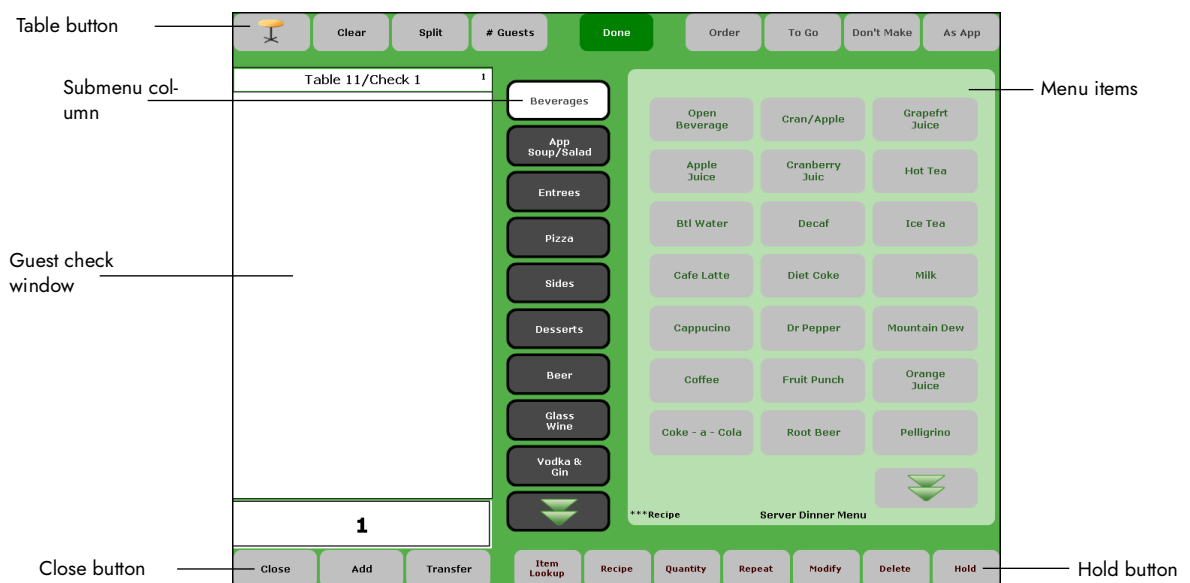 Table button
Clear
Split
# Guests
Done
Order
To Go
Don't Make
As App
Table 11/Check 1
1
Submenu col-
umn
Menu items
Guest check
window
Beverages
App
Soup/Salad
Entrees
Pizza
Sides
Desserts
Beer
Glass
Wine
Vodka &
Gin
Open
Beverage
Cran/Apple
Grapefrt
Juice
Apple
Juice
Cranberry
Juic
Hot Tea
Btl Water
Decaf
Ice Tea
Cafe Latte
Diet Coke
Milk
Cappucino
Dr Pepper
Mountain Dew
Coffee
Fruit Punch
Orange
Juice
Coke - a - Cola
Root Beer
Pelligrino
***Recipe
Server Dinner Menu
1
Close button
Close
Add
Transfer
Item
Lookup
Recipe
Quantity
Repeat
Modify
Delete
Hold
Hold button